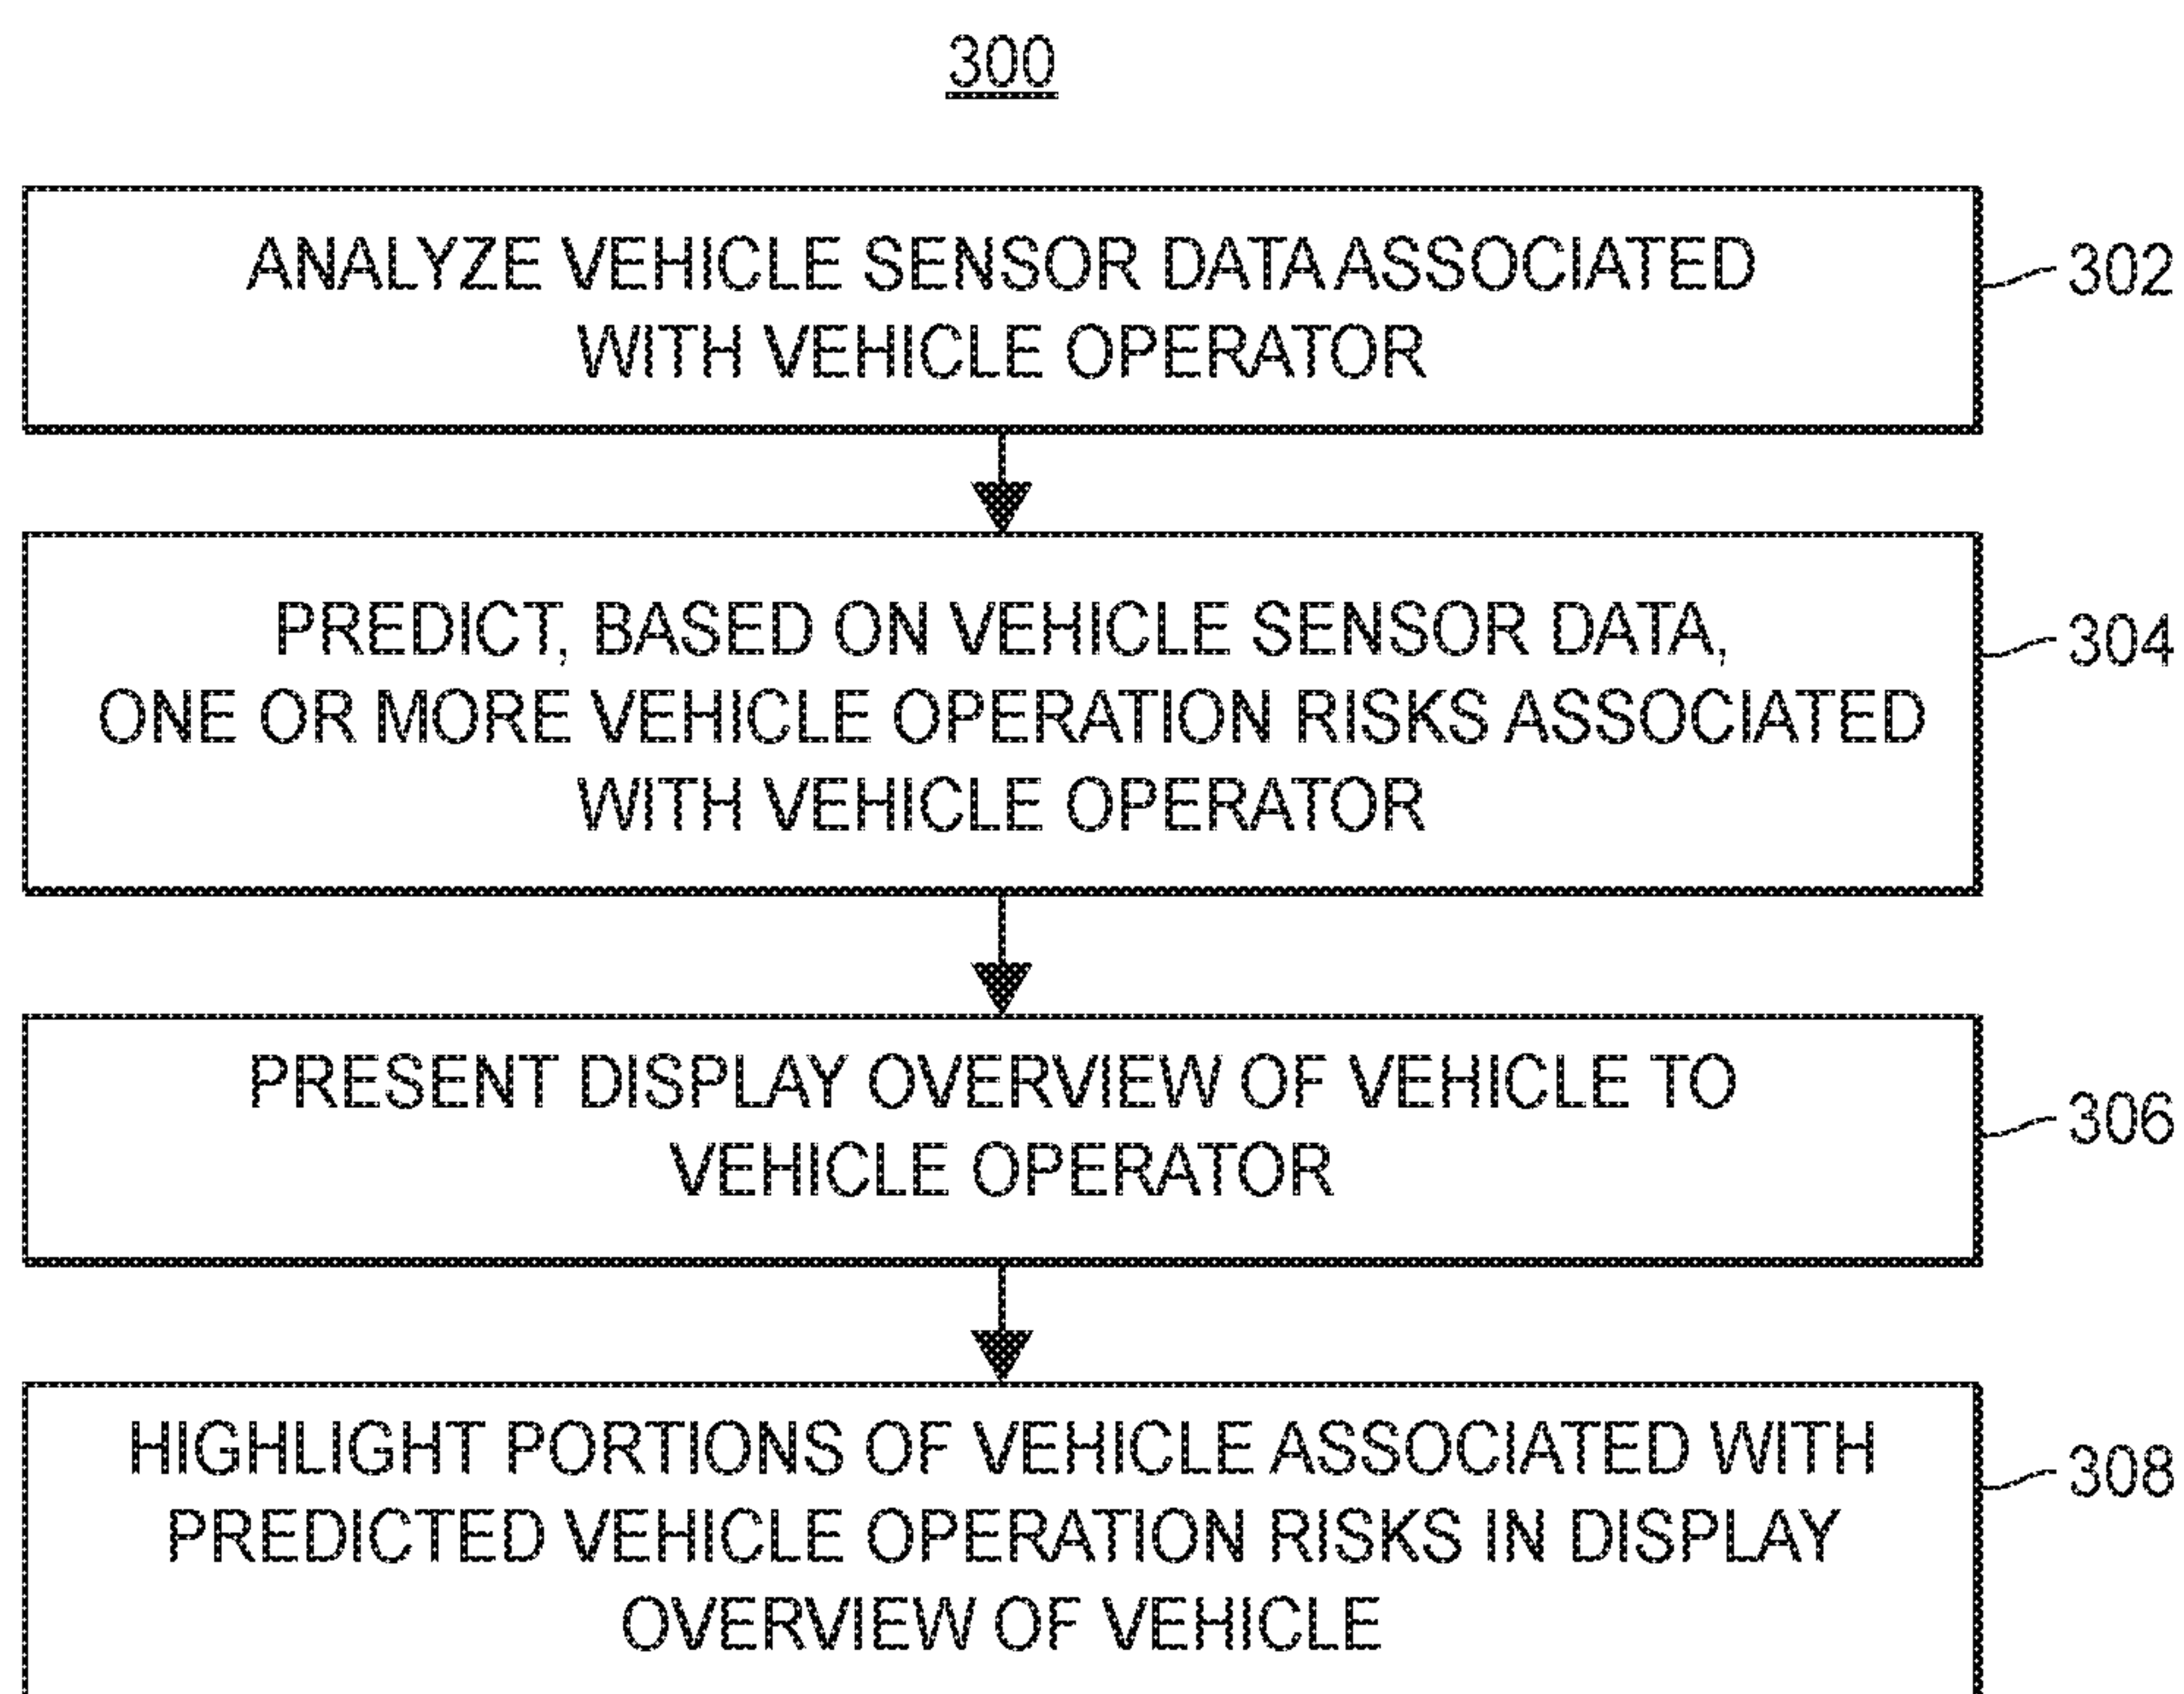 300
ANALYZE VEHICLE SENSOR DATA ASSOCIATED
WITH VEHICLE OPERATOR
302
PREDICT, BASED ON VEHICLE SENSOR DATA,
ONE OR MORE VEHICLE OPERATION RISKS ASSOCIATED
WITH VEHICLE OPERATOR
304
PRESENT DISPLAY OVERVIEW OF VEHICLE TO
VEHICLE OPERATOR
306
HIGHLIGHT PORTIONS OF VEHICLE ASSOCIATED WITH
PREDICTED VEHICLE OPERATION RISKS IN DISPLAY
OVERVIEW OF VEHICLE
308